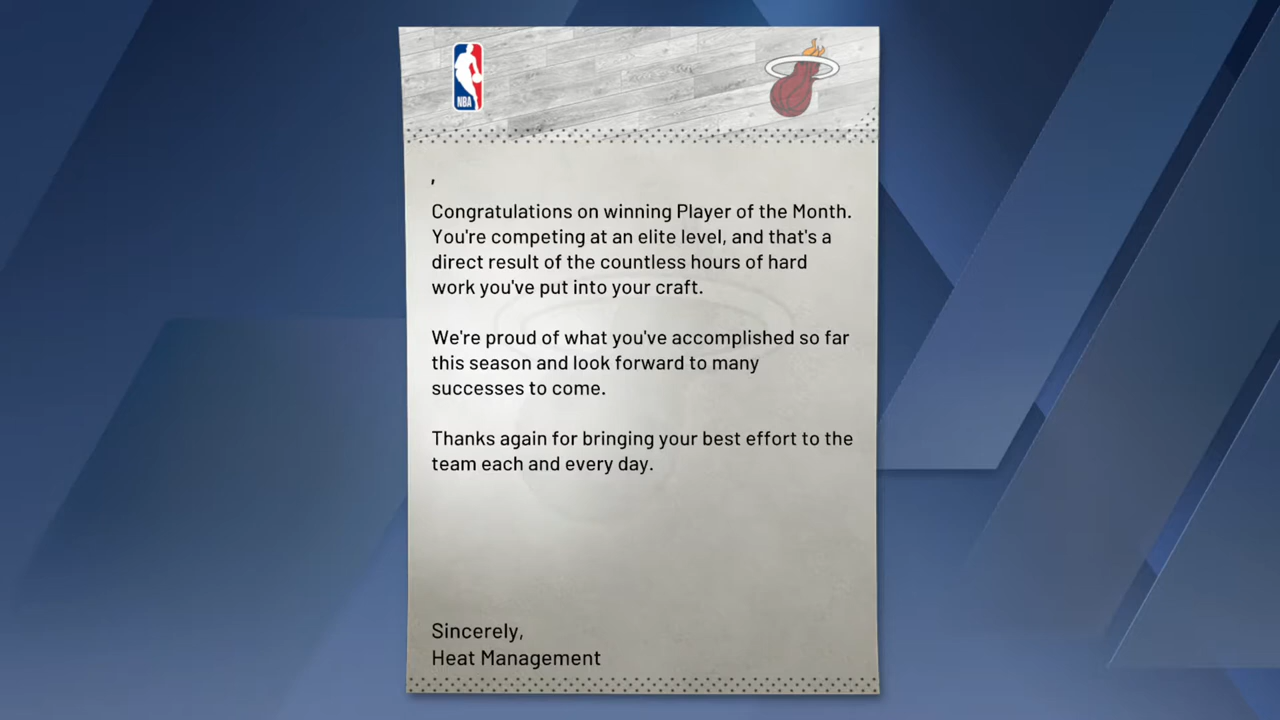 NBA
,
Congratulations on winning Player of the Month.
You're competing at an elite level, and that's a
direct result of the countless hours of hard
work you've put into your craft.
We're proud of what you've accomplished so far
this season and look forward to many
successes to come.
Thanks again for bringing your best effort to the
team each and every day.
Sincerely,
Heat Management